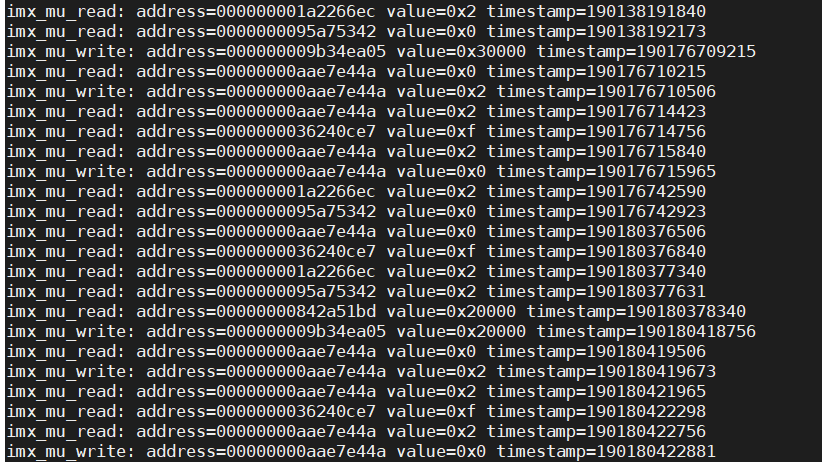 imx_mu_read: address=000000001a2266ec value=0x2 timestamp=190138191840
imx_mu_read: address=0000000095a75342 value=0x0 timestamp=190138192173
imx_mu_write: address=000000009b34ea05 value=0x30000 timestamp=190176709215
imx_mu_read: address=00000000aae7e44a value=0x0 timestamp=190176710215
imx_mu_write: address=00000000aae7e44a value=0x2 timestamp=190176710506
imx_mu_read: address=00000000aae7e44a value=0x2 timestamp=190176714423
imx_mu_read: address=0000000036240ce7 value=0xf timestamp=190176714756
imx_mu_read: address=00000000aae7e44a value=0x2 timestamp=190176715840
imx_mu_write: address=00000000aae7e44a value=0x0 timestamp=190176715965
imx_mu_read: address=000000001a2266ec value=0x2 timestamp=190176742590
imx_mu_read: address=0000000095a75342 value=0x0 timestamp=190176742923
imx_mu_read: address=00000000aae7e44a value=0x0 timestamp=190180376506
imx_mu_read: address=0000000036240ce7 value=0xf timestamp=190180376840
imx_mu_read: address=000000001a2266ec value=0x2 timestamp=190180377340
imx_mu_read: address=0000000095a75342 value=0x2 timestamp=190180377631
imx_mu_read: address=00000000842a51bd value=0x20000 timestamp=190180378340
imx_mu_write: address=000000009b34ea05 value=0x20000 timestamp=190180418756
imx_mu_read: address=00000000aae7e44a value=0x0 timestamp=190180419506
imx_mu_write: address=00000000aae7e44a value=0x2 timestamp=190180419673
imx_mu_read: address=00000000aae7e44a value=0x2 timestamp=190180421965
imx_mu_read: address=0000000036240ce7 value=0xf timestamp=190180422298
imx_mu_read: address=00000000aae7e44a value=0x2 timestamp=190180422756
imx_mu_write: address=00000000aae7e44a value=0x0 timestamp=190180422881